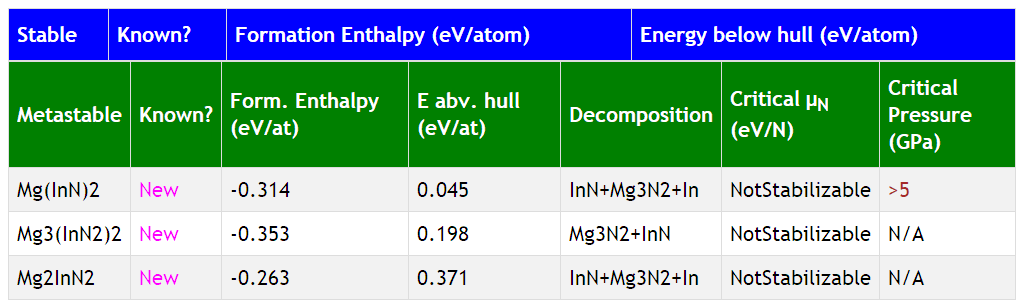 Stable Known? Formation Enthalpy (eV/atom) Energy below hull (eV/atom)
Metastable Known? Form. Enthalpy (eV/at) E abv. hull (eV/at) Decomposition Critical μN (eV/N) Critical Pressure (GPa)
Mg(InN)2 New -0.314 0.045 InN+Mg3N2+In NotStabilizable >5
Mg3(InN2)2 New -0.353 0.198 Mg3N2+InN NotStabilizable N/A
Mg2InN2 New -0.263 0.371 InN+Mg3N2+In NotStabilizable N/A